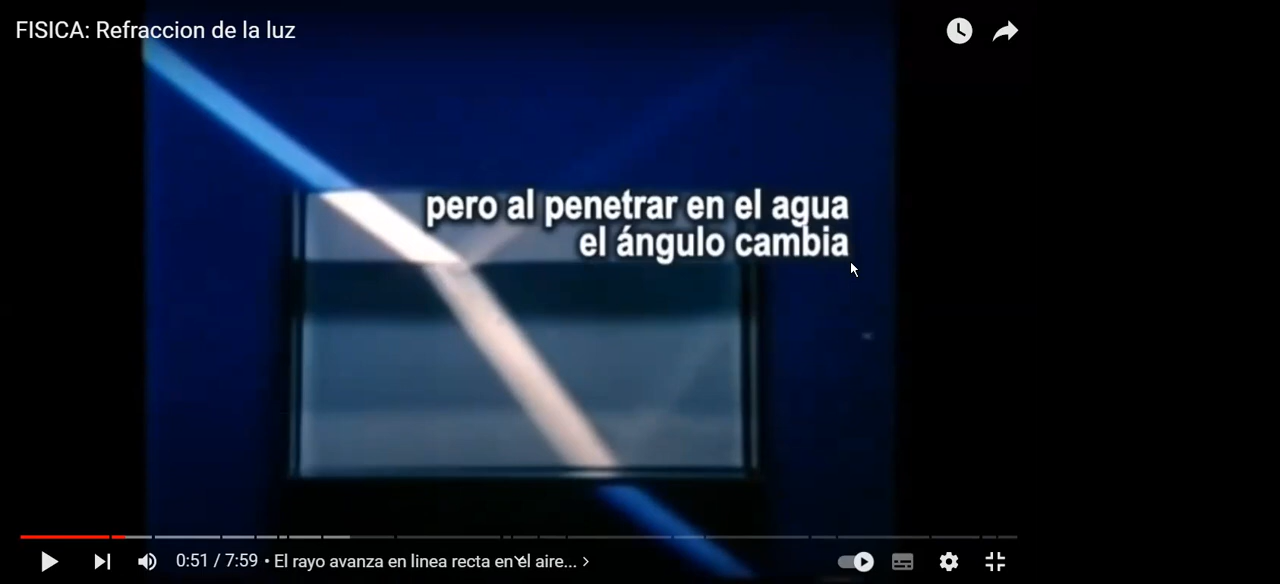 FISICA: Refraccion de la luz
pero al penetrar en el agua
el ángulo cambia
0:51 / 7:59 • El rayo avanza en linea recta en el aire... ›